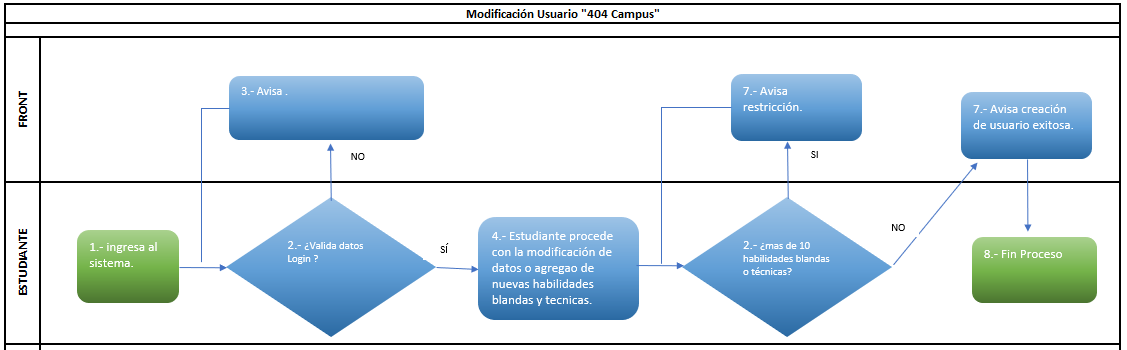 Modificación Usuario "404 Campus"
FRONT
3.- Avisa .
NO
7.- Avisa
restricción.
SI
7.- Avisa creación
de usuario exitosa.
ESTUDIANTE
1.- ingresa al
sistema.
2.- ¿Valida datos
Login ?
SÍ
4.- Estudiante procede
con la modificación de
datos o agregao de
nuevas habilidades
blandas y tecnicas.
2.- ¿mas de 10
habilidades blandas
o técnicas?
NO
8.- Fin Proceso